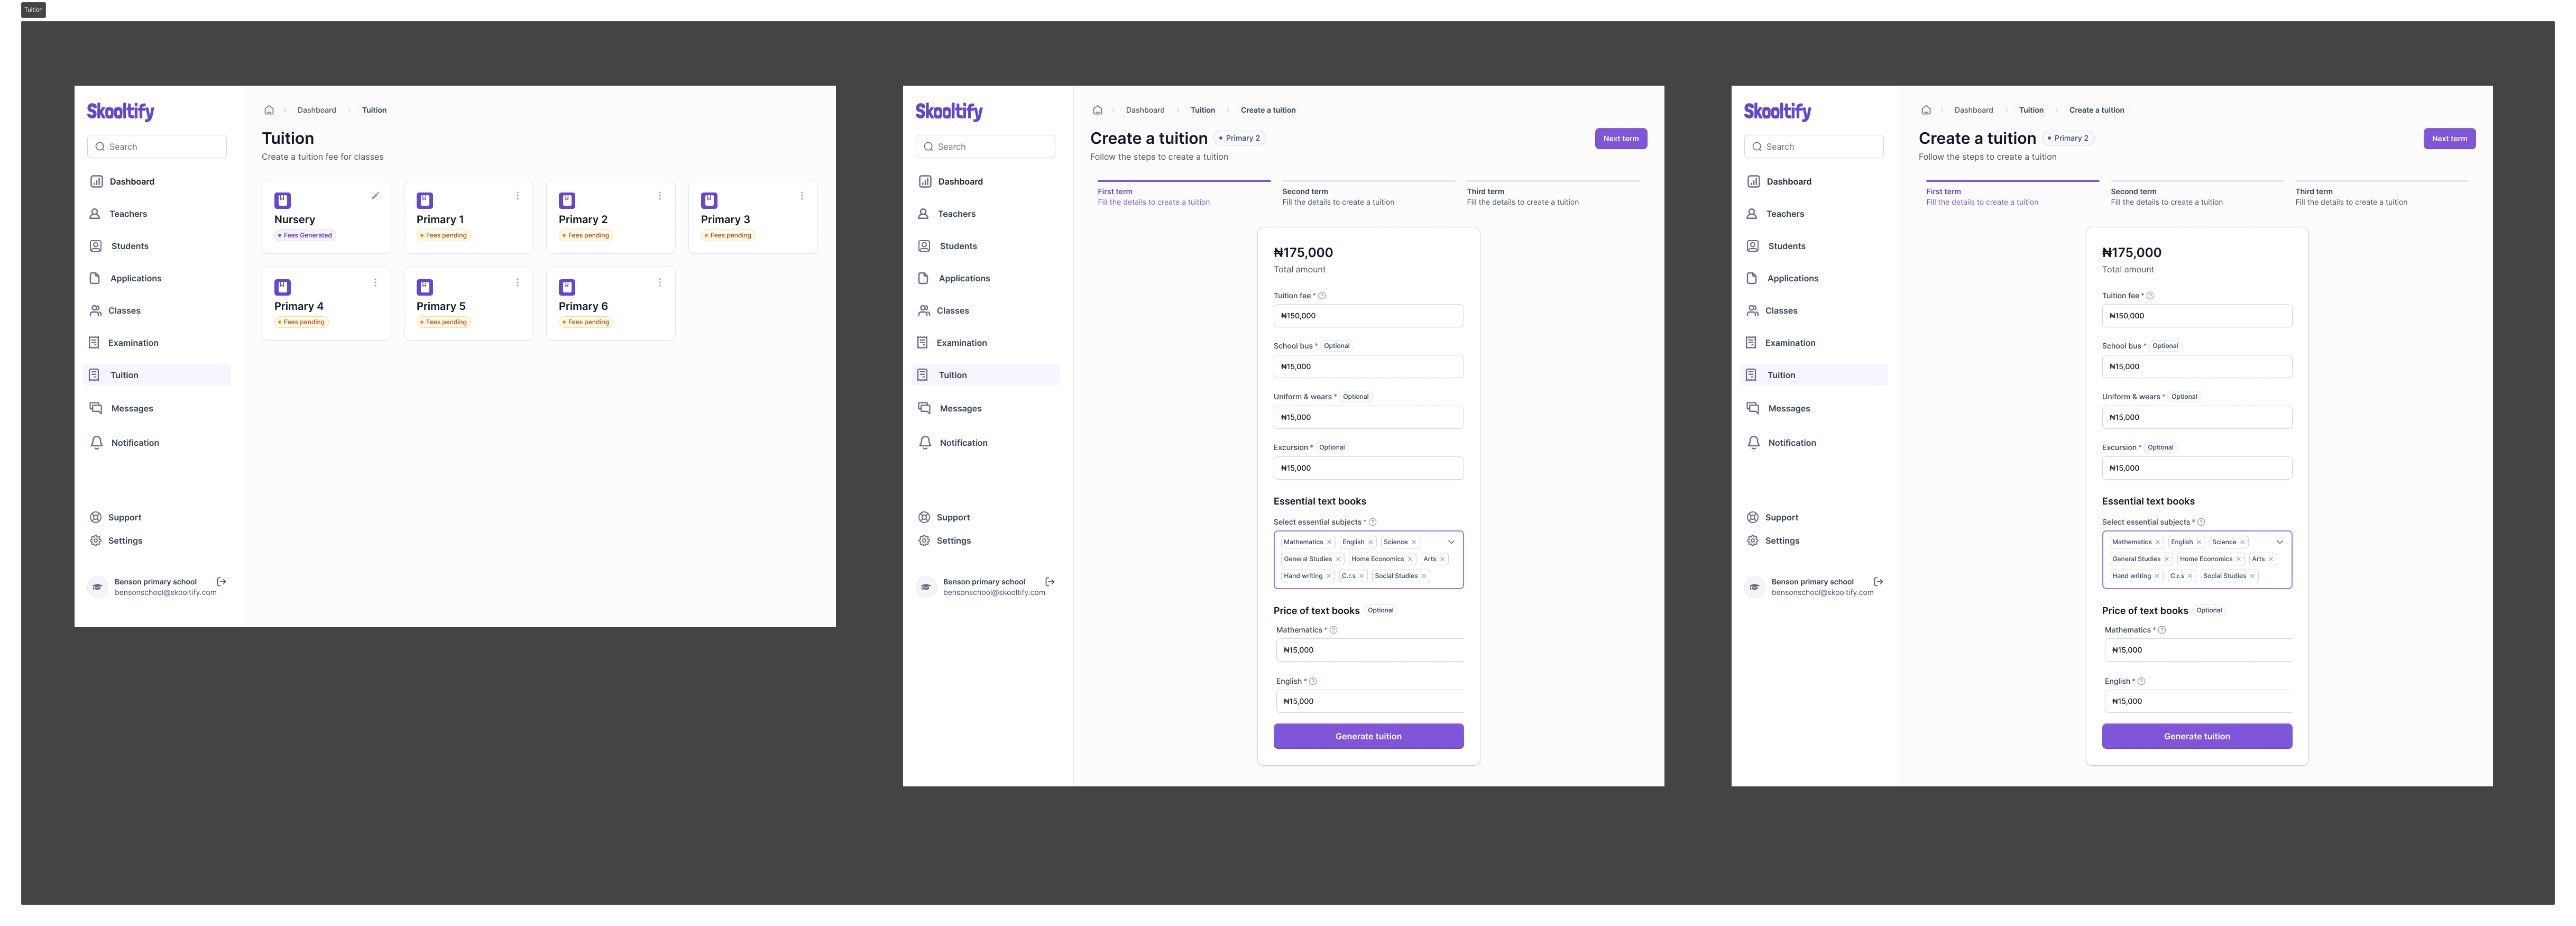 Tuition
Skooltify
Search
Dashboard
Teachers
Students
Applications
Classes
Examination
Tuition
Messages
Notification
Support
Settings
Benson primary school
bensonschool@skooltify.com
Dashboard
Tuition
Tuition
Create a tuition fee for classes
Nursery
Fees Generated
Primary 1
Fees pending
Primary 2
Fees pending
Primary 3
Fees pending
Primary 4
Fees pending
Primary 5
Fees pending
Primary 6
Fees pending
Skooltify
Search
Dashboard
Teachers
Students
Applications
Classes
Examination
Tuition
Messages
Notification
Support
Settings
Benson primary school
bensonschool@skooltify.com
Dashboard
Tuition
Create a tuition
Create a tuition
Primary 2
Follow the steps to create a tuition
Next term
First term
Fill the details to create a tuition
Second term
Fill the details to create a tuition
Third term
Fill the details to create a tuition
₦175,000
Total amount
Tuition fee *
₦150,000
School bus * Optional
₦15,000
Uniform & wears * Optional
₦15,000
Excursion * Optional
₦15,000
Essential text books
Select essential subjects *
Mathematics English Science
General Studies Home Economics Arts
Hand writing C.r.s Social Studies
Price of text books Optional
Mathematics *
₦15,000
English *
₦15,000
Generate tuition
Skooltify
Search
Dashboard
Teachers
Students
Applications
Classes
Examination
Tuition
Messages
Notification
Support
Settings
Benson primary school
bensonschool@skooltify.com
Dashboard
Tuition
Create a tuition
Create a tuition
Primary 2
Follow the steps to create a tuition
Next term
First term
Fill the details to create a tuition
Second term
Fill the details to create a tuition
Third term
Fill the details to create a tuition
₦175,000
Total amount
Tuition fee *
₦150,000
School bus * Optional
₦15,000
Uniform & wears * Optional
₦15,000
Excursion * Optional
₦15,000
Essential text books
Select essential subjects *
Mathematics English Science
General Studies Home Economics Arts
Hand writing C.r.s Social Studies
Price of text books Optional
Mathematics *
₦15,000
English *
₦15,000
Generate tuition